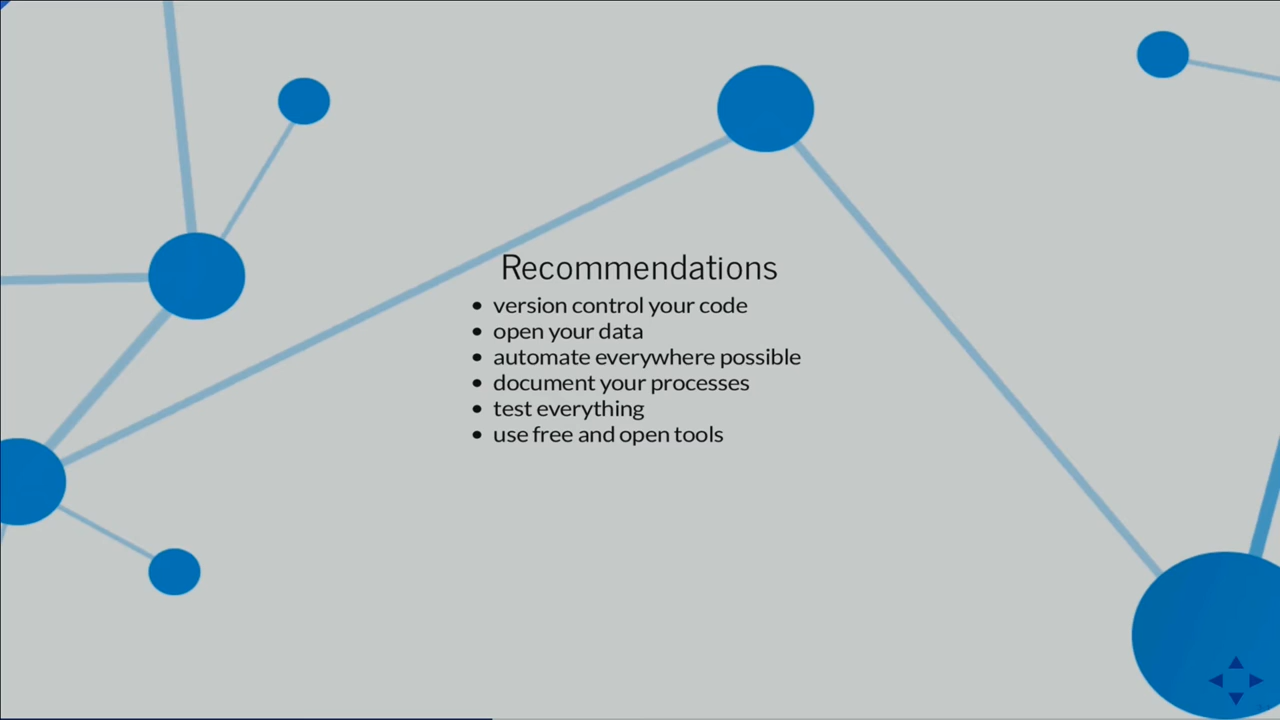 Recommendations
version control your code
open your data
automate everywhere possible
document your processes
test everything
use free and open tools